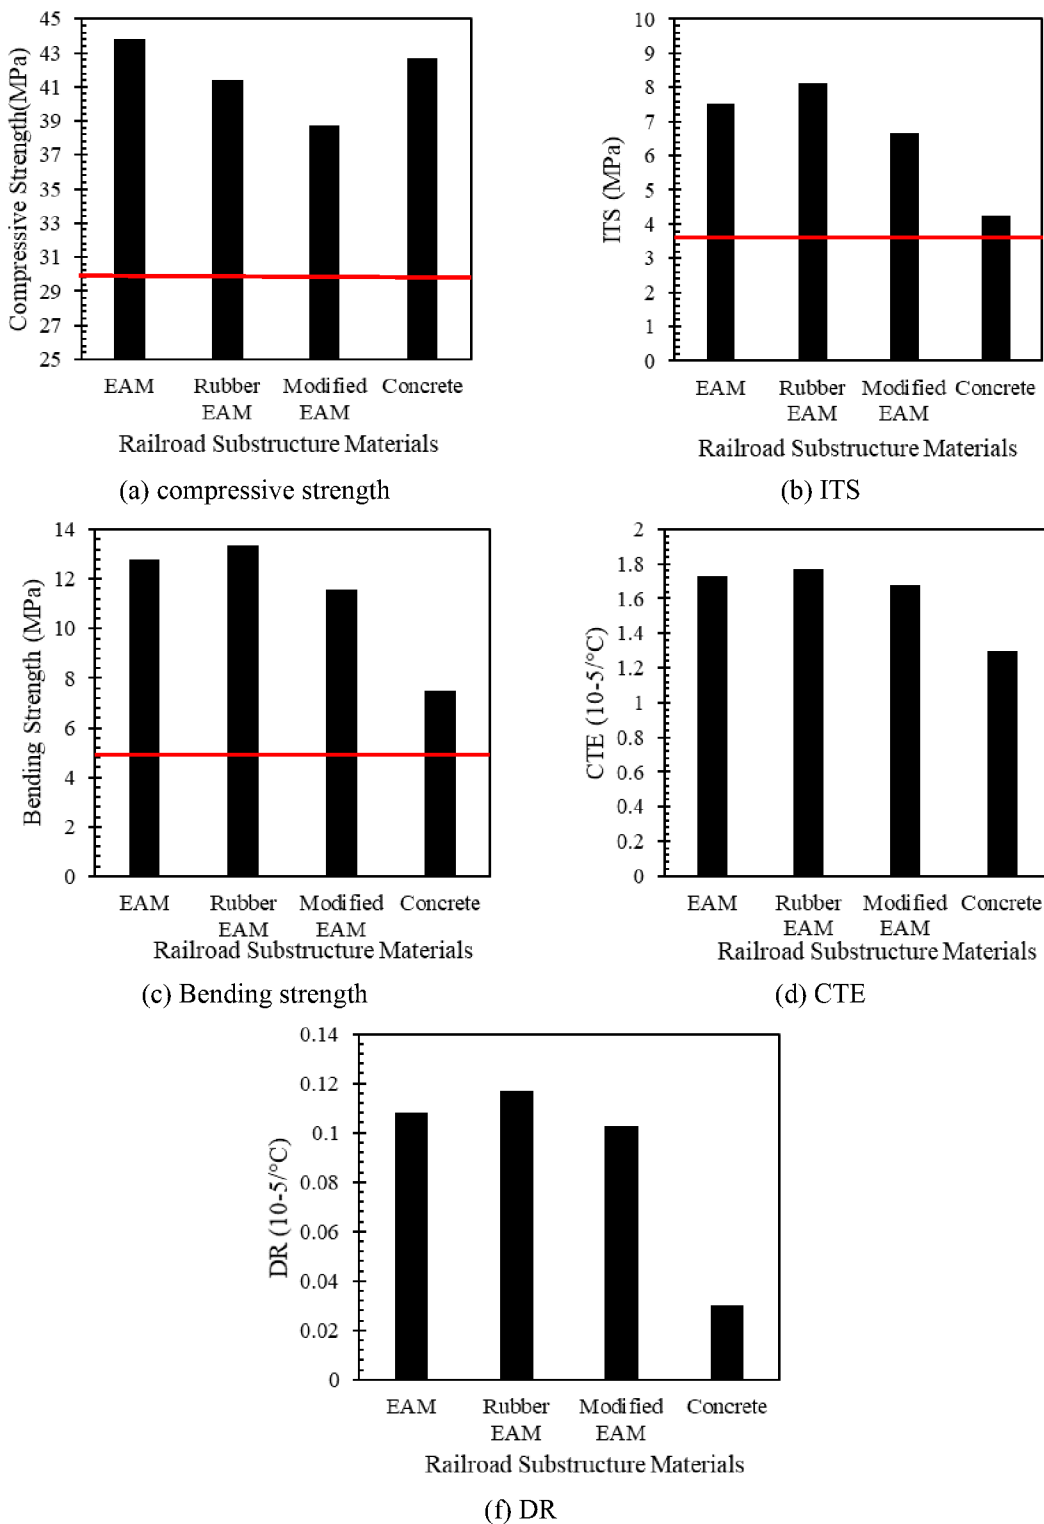 45
43
41
39
37
35
33
31
29
27
25
Compressive Strength(MPa)
EAM Rubber Modified Concrete
EAM EAM
Railroad Substructure Materials
(a) compressive strength
10
9
8
7
6
5
4
3
2
1
0
ITS (MPa)
EAM Rubber Modified Concrete
EAM EAM
Railroad Substructure Materials
(b) ITS
14
12
10
8
6
4
2
0
Bending Strength (MPa)
EAM Rubber Modified Concrete
EAM EAM
Railroad Substructure Materials
(c) Bending strength
2
1.8
1.6
1.4
1.2
1
0.8
0.6
0.4
0.2
0
CTE (10-5/°C)
EAM Rubber Modified Concrete
EAM EAM
Railroad Substructure Materials
(d) CTE
0.14
0.12
0.1
0.08
0.06
0.04
0.02
0
DR (10-5/°C)
EAM Rubber Modified Concrete
EAM EAM
Railroad Substructure Materials
(f) DR